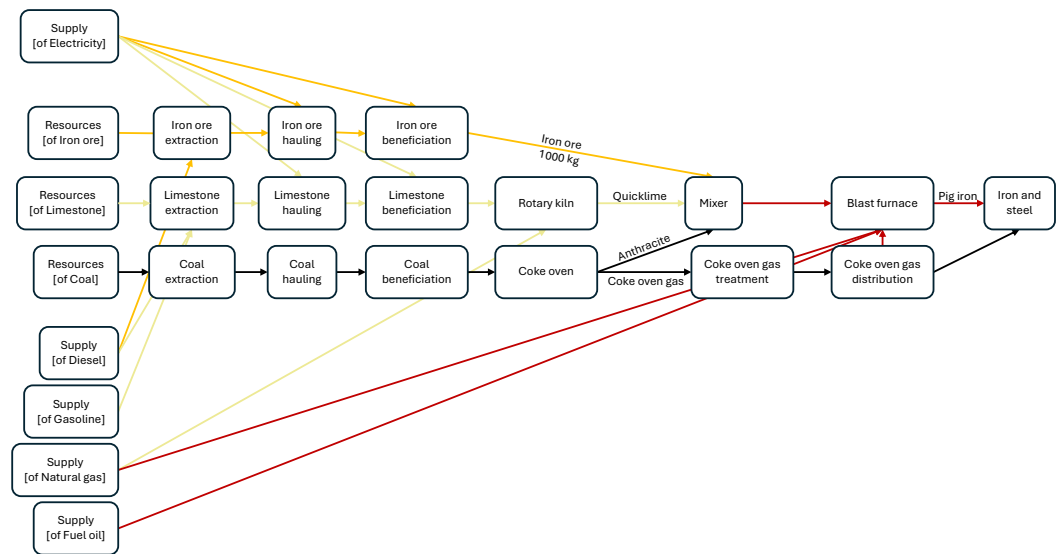 Supply
[of Electricity]
Resources
[of Iron ore]
Iron ore
extraction
Iron ore
hauling
Iron ore
beneficiation
Iron ore
1000 kg
Resources
[of Limestone]
Limestone
extraction
Limestone
hauling
Limestone
beneficiation
Rotary kiln
Quicklime
Mixer
Blast furnace
Pig iron
Iron and
steel
Resources
[of Coal]
Coal
extraction
Coal
hauling
Coal
beneficiation
Coke oven
Anthracite
Coke oven gas
Coke oven gas
treatment
Coke oven gas
distribution
Supply
[of Diesel]
Supply
[of Gasoline]
Supply
[of Natural gas]
Supply
[of Fuel oil]